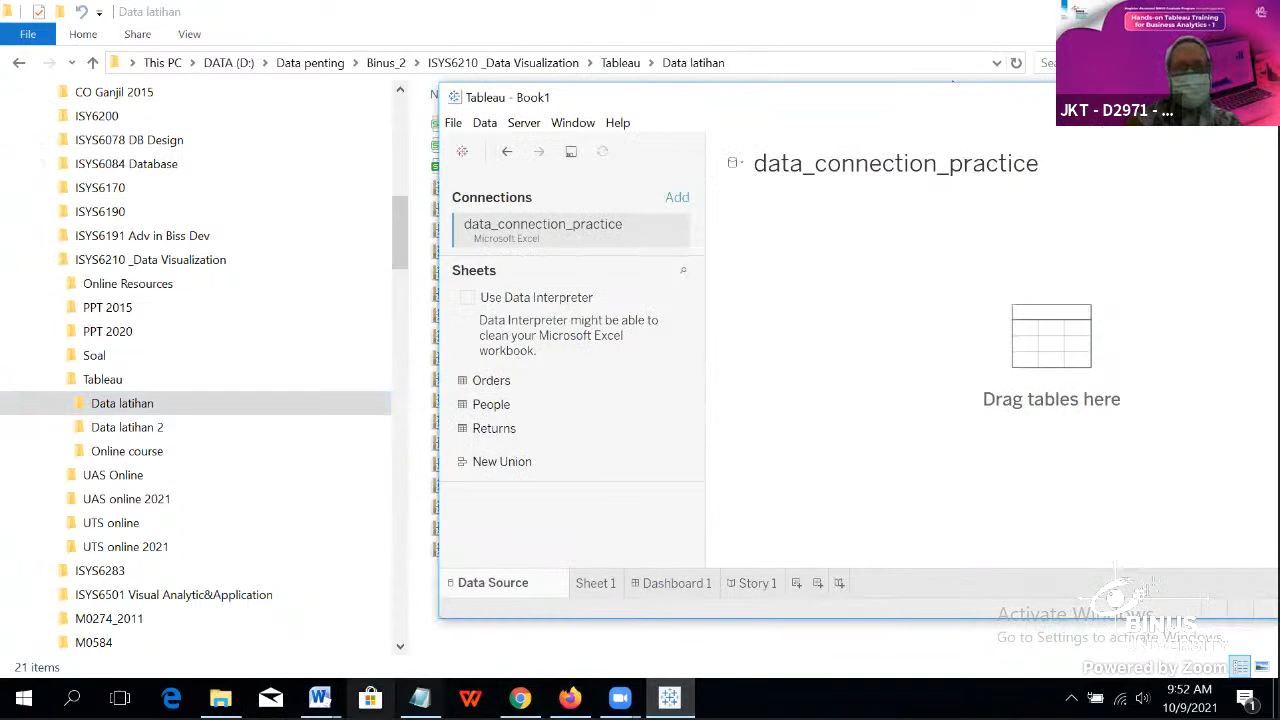 Data latihan
File Home Share View
This PC DATA (D:) Data penting Binus_2 ISYS6210 _Data Visualization Tableau Data latihan
CO Ganjil 2015
ISYS6200
ISYS6078 DB Design
ISYS6084 Database
ISYS6170
ISYS6190
ISYS6191 Adv in Biss Dev
ISYS6210 _Data Visualization
Online Resources
PPT 2015
PPT 2020
Soal
Tableau
Data latihan
Data latihan 2
Online course
UAS Online
UAS online 2021
UTS online
UTS online 2021
ISYS6283
ISYS6501 Visual Analytic&Application
M0274_2011
M0584
21 items
Tableau - Book1
File Data Server Window Help
Connections Add
data_connection_practice
Microsoft Excel
Sheets
Use Data Interpreter
Data Interpreter might be able to
clean your Microsoft Excel
workbook.
Orders
People
Returns
New Union
data_connection_practice
Drag tables here
Data Source Sheet 1 Dashboard 1 Story 1
Hands-on Tableau Training
for Business Analytics - 1
JKT - D2971 - ...
Activate Windows
Go to Settings to activate Windows.
BINUS
UNIVERSITY
Powered by Zoom
9:52 AM
10/9/2021
1